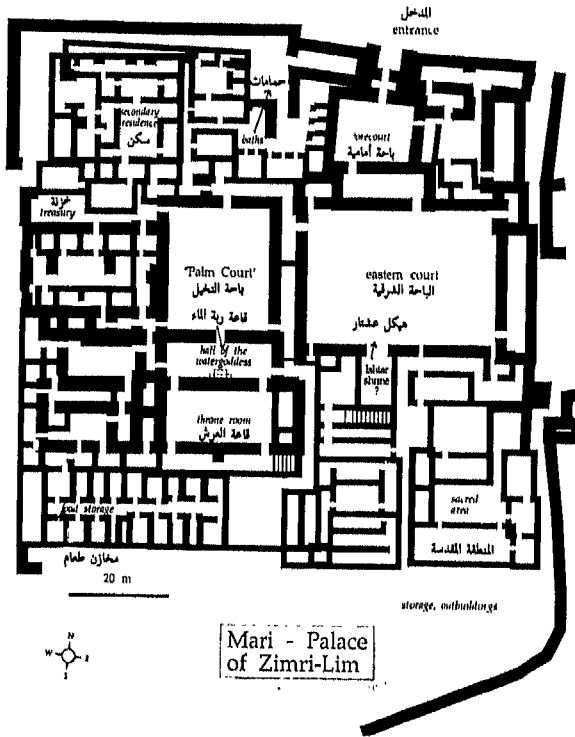 المدخل
entrance
حمامات
secondary
residence
سكن
baths
forecourt
باحة أمامية
خزنة
treasury
'Palm Court'
باحة النخيل
eastern court
الباحة الشرقية
قاعة ربة الماء
هيكل عشتار
hall of the
watergoddess
Ishtar
shrine
?
throne room
قاعة العرش
food storage
sacred
area
المنطقة المقدسة
مخازن طعام
20 m
storage, outbuildings
N
W
S
Mari - Palace
of Zimri-Lim